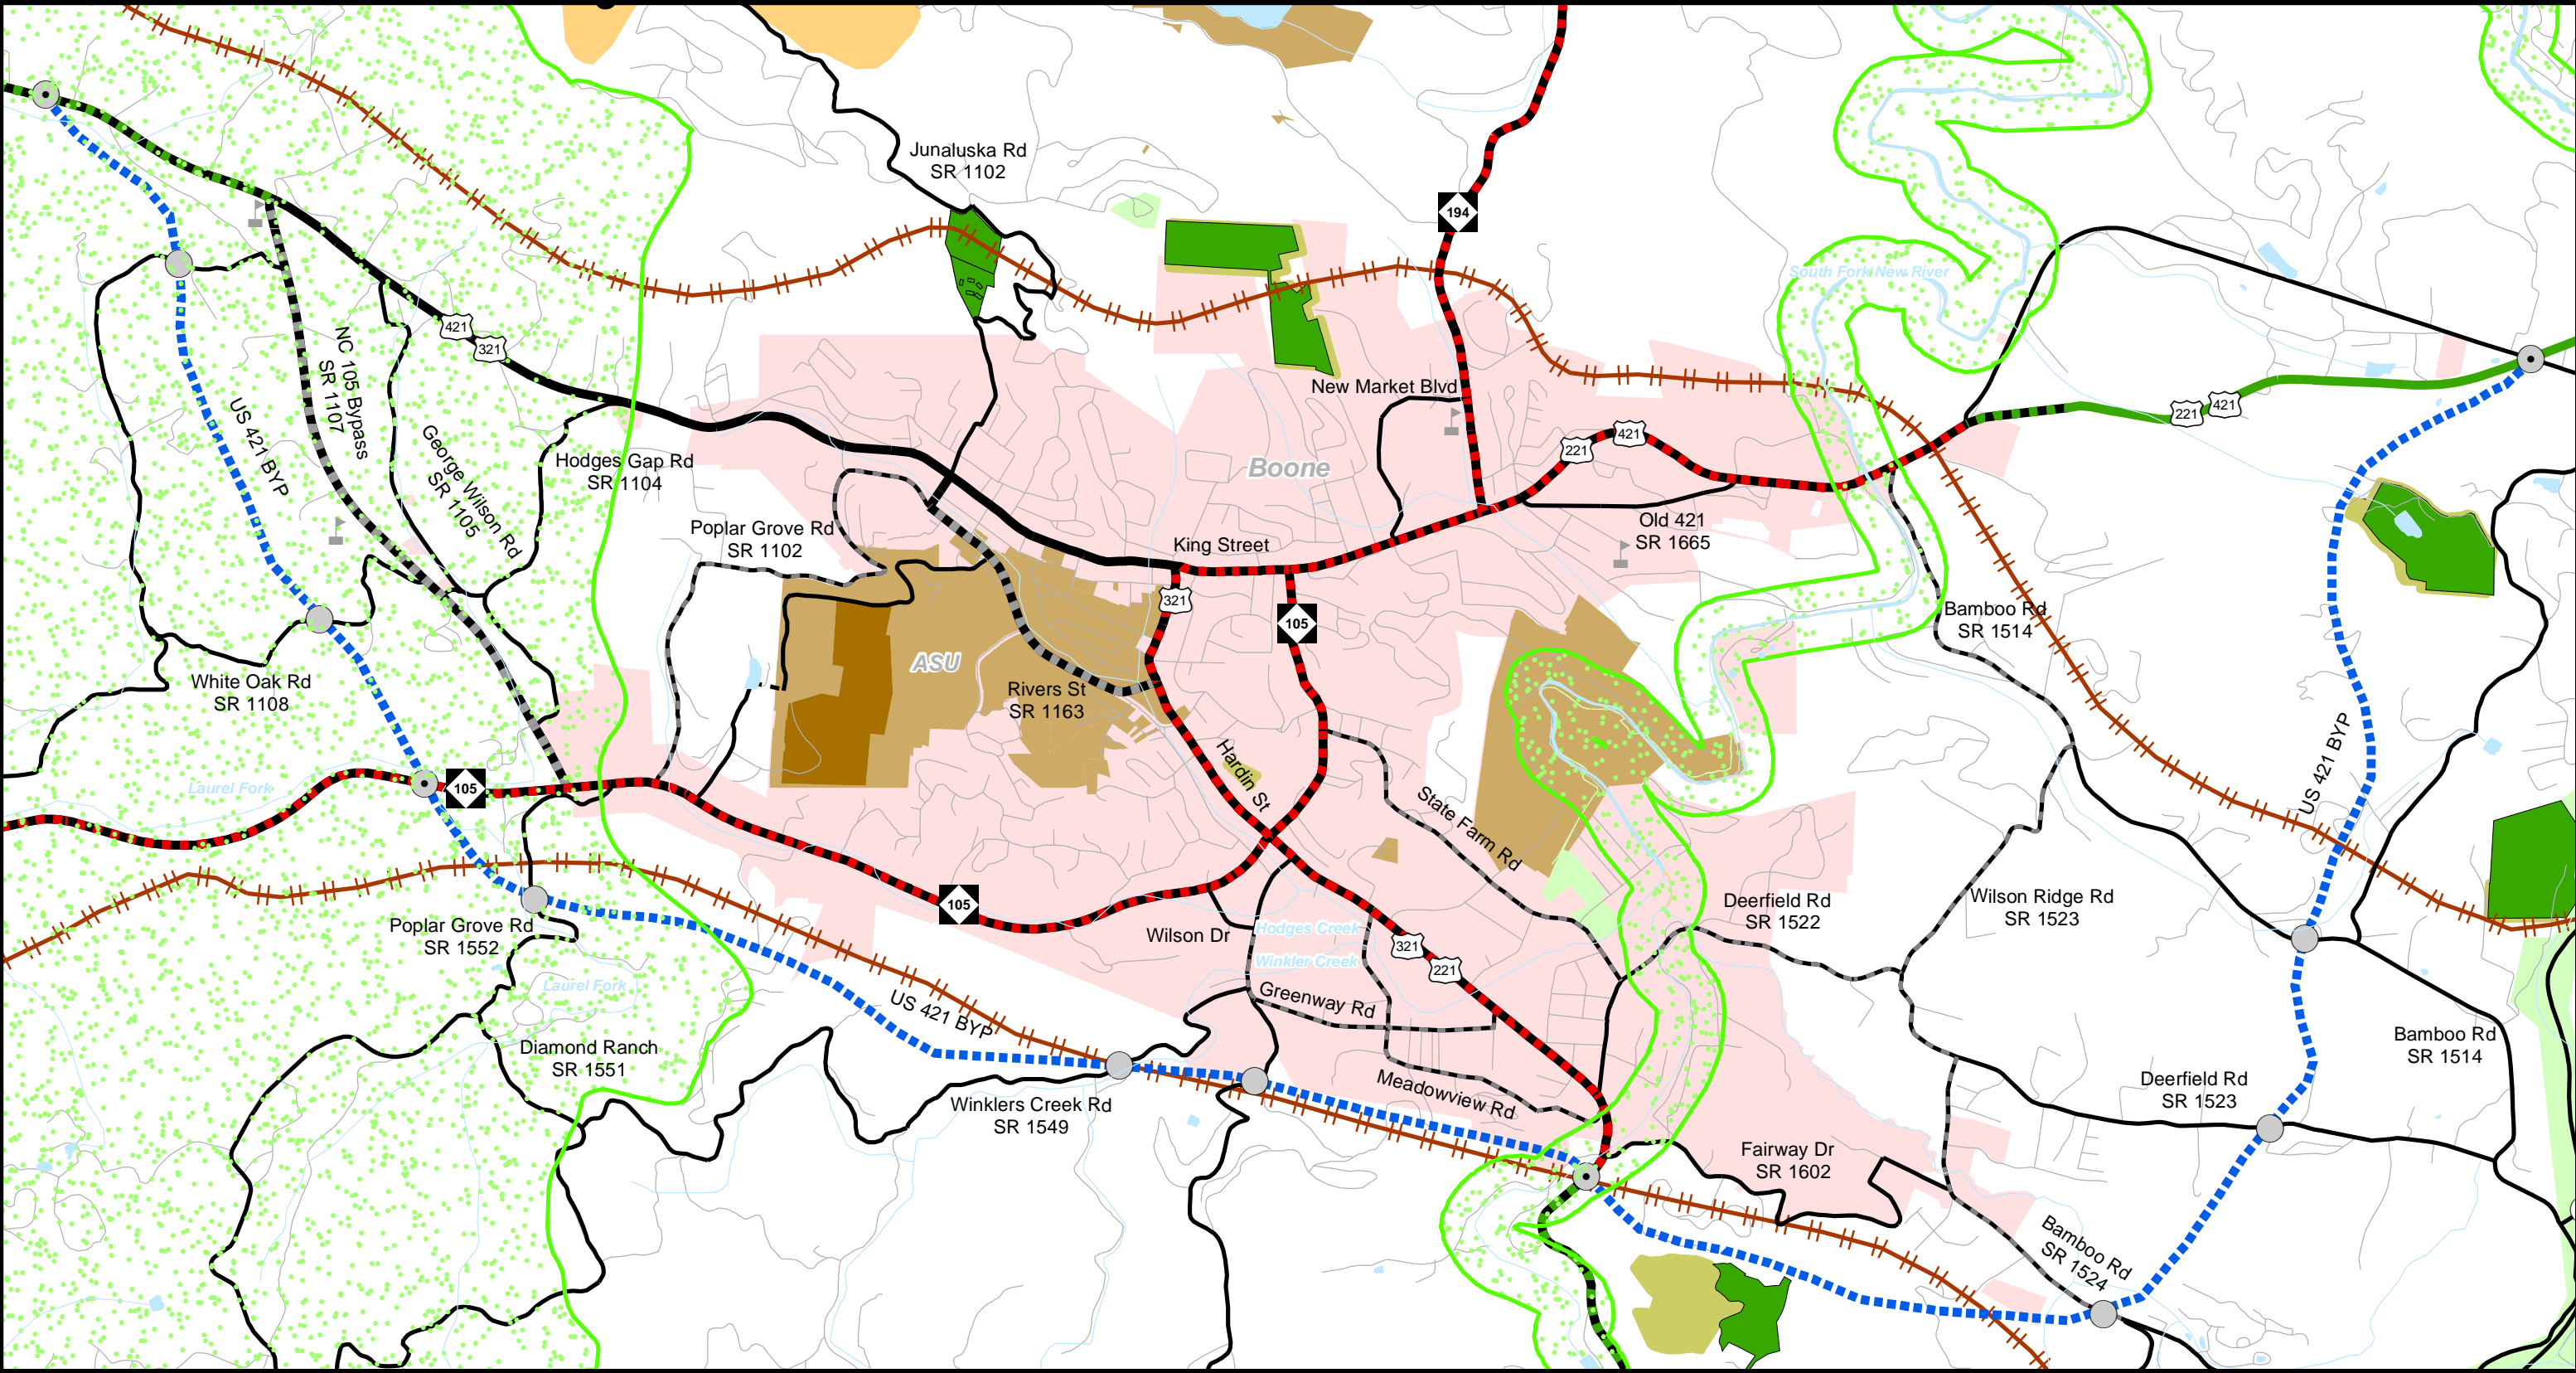 Junaluska Rd
SR 1102
194
South Fork New River
421
321
NC 105 Bypass
SR 1107
US 421 BYP
George Wilson Rd
SR 1105
Hodges Gap Rd
SR 1104
New Market Blvd
221
421
221
421
Boone
Poplar Grove Rd
SR 1102
King Street
Old 421
SR 1665
321
105
Bamboo Rd
SR 1514
White Oak Rd
SR 1108
ASU
Rivers St
SR 1163
Hardin St
US 421 BYP
Laurel Fork
105
State Farm Rd
105
Deerfield Rd
SR 1522
Wilson Ridge Rd
SR 1523
Poplar Grove Rd
SR 1552
Wilson Dr
Hodges Creek
Winkler Creek
321
221
Laurel Fork
US 421 BYP
Greenway Rd
Diamond Ranch
SR 1551
Bamboo Rd
SR 1514
Winklers Creek Rd
SR 1549
Meadowview Rd
Deerfield Rd
SR 1523
Fairway Dr
SR 1602
Bamboo Rd
SR 1524